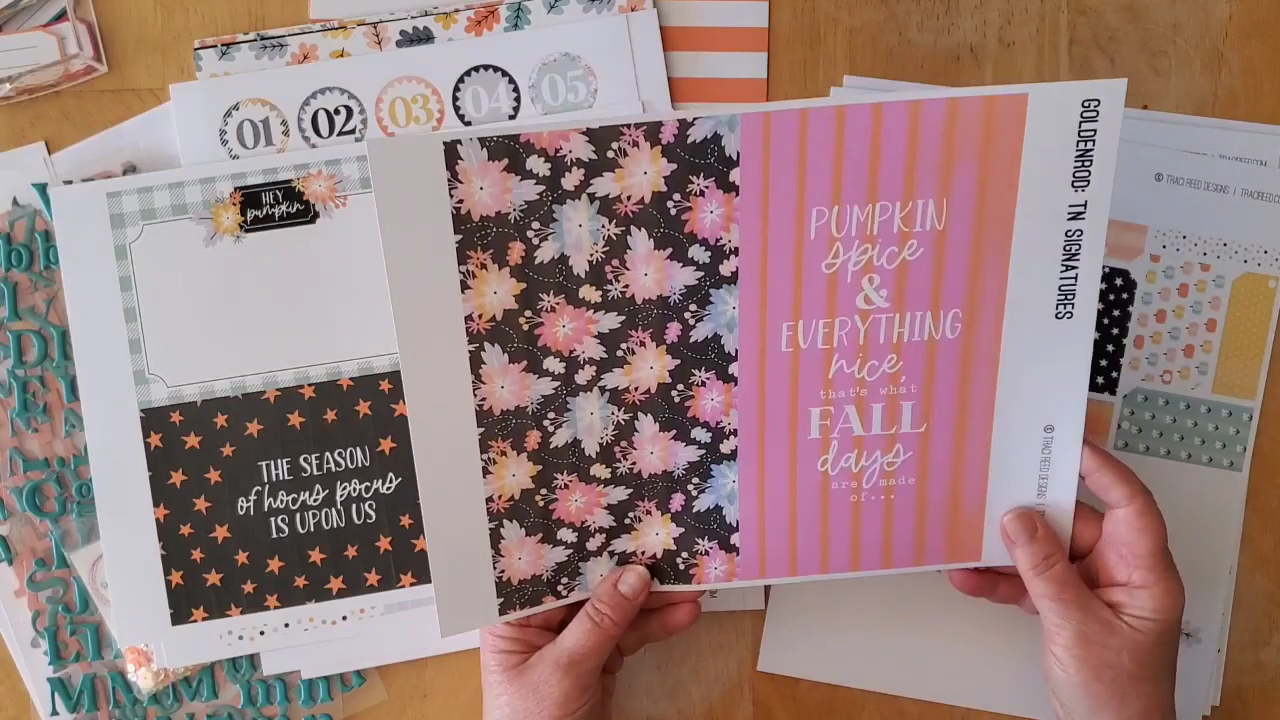 01 02 03 04 05
HEY
pumpkin
THE SEASON
of hocus pocus
IS UPON US
PUMPKIN
spice
&
EVERYTHING
nice,
that's what
FALL
days
are made
of...
GOLDENROD: TN SIGNATURES
© TRACI REED DESIGNS
© TRACI REED DESIGNS | TRACIREED.CO